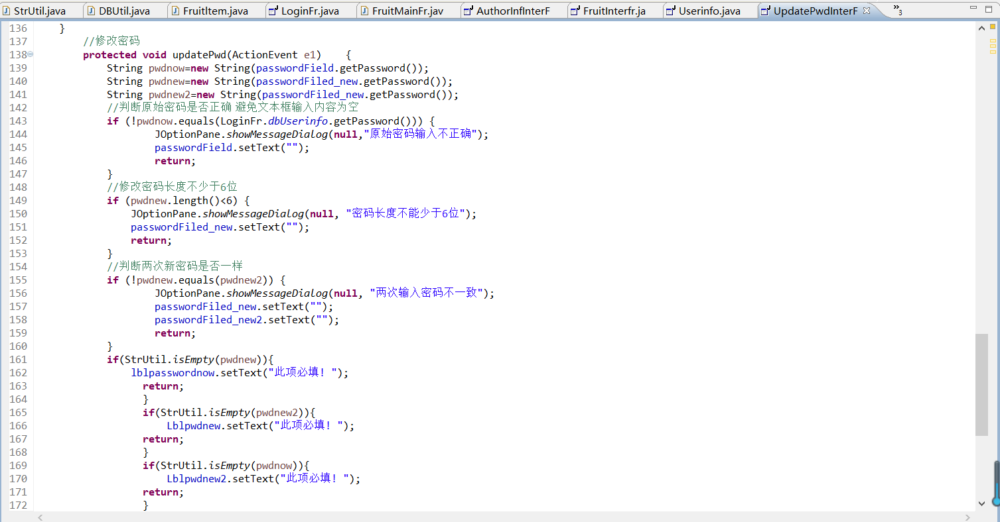 StrUtil.java DBUtil.java FruitItem.java LoginFr.java FruitMainFr.jav AuthorInfInterF FruitInterfr.ja Userinfo.java UpdatePwdInterF »3
136 }
137 //修改密码
138 protected void updatePwd(ActionEvent e1) {
139 String pwdnow=new String(passwordField.getPassword());
140 String pwdnew=new String(passwordFiled_new.getPassword());
141 String pwdnew2=new String(passwordFiled_new.getPassword());
142 //判断原始密码是否正确 避免文本框输入内容为空
143 if (!pwdnow.equals(LoginFr.dbUserinfo.getPassword())) {
144 JOptionPane.showMessageDialog(null,"原始密码输入不正确");
145 passwordField.setText("");
146 return;
147 }
148 //修改密码长度不少于6位
149 if (pwdnew.length()<6) {
150 JOptionPane.showMessageDialog(null, "密码长度不能少于6位");
151 passwordFiled_new.setText("");
152 return;
153 }
154 //判断两次新密码是否一样
155 if (!pwdnew.equals(pwdnew2)) {
156 JOptionPane.showMessageDialog(null, "两次输入密码不一致");
157 passwordFiled_new.setText("");
158 passwordFiled_new2.setText("");
159 return;
160 }
161 if(StrUtil.isEmpty(pwdnew)){
162 lblpasswordnow.setText("此项必填！");
163 return;
164 }
165 if(StrUtil.isEmpty(pwdnew2)){
166 Lblpwdnew.setText("此项必填！");
167 return;
168 }
169 if(StrUtil.isEmpty(pwdnow)){
170 Lblpwdnew2.setText("此项必填！");
171 return;
172 }